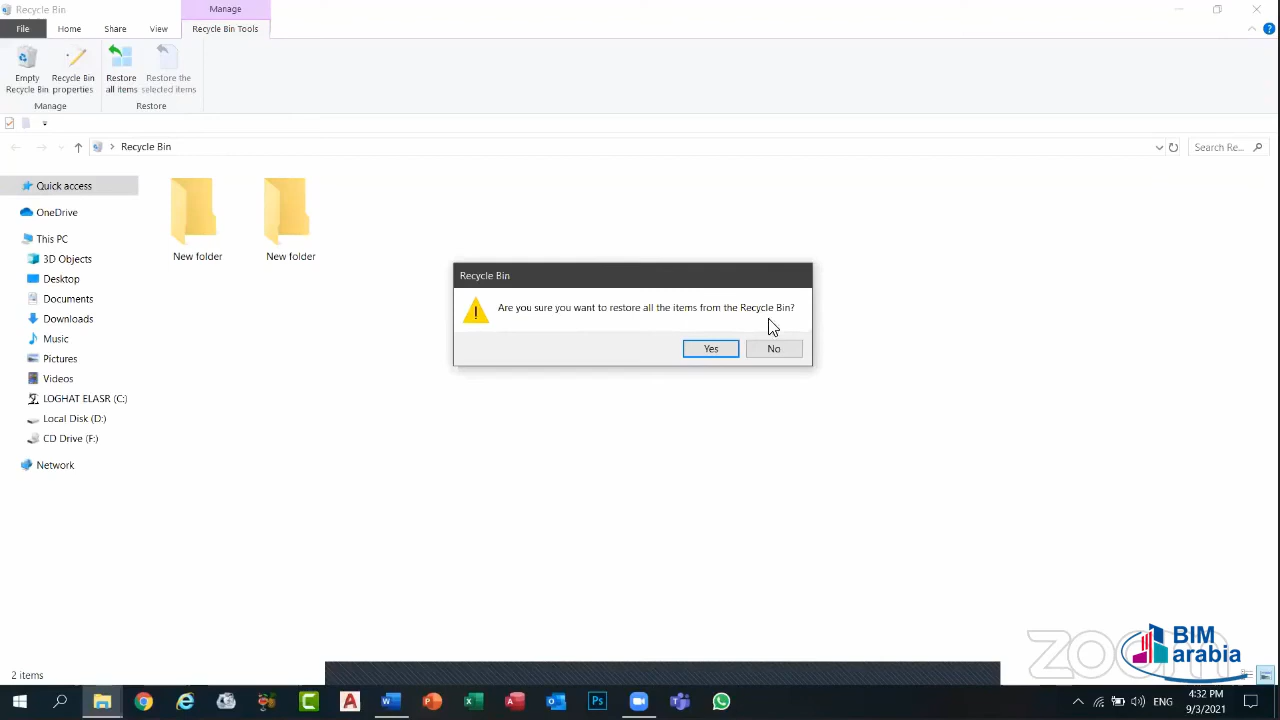 Recycle Bin
Manage
File
Home
Share
View
Recycle Bin Tools
Empty
Recycle Bin
Recycle Bin
properties
Restore
all items
Restore the
selected items
Manage
Restore
Recycle Bin
Search Re...
Quick access
OneDrive
This PC
3D Objects
Desktop
Documents
Downloads
Music
Pictures
Videos
LOGHAT ELASR (C:)
Local Disk (D:)
CD Drive (F:)
Network
New folder
New folder
Recycle Bin
Are you sure you want to restore all the items from the Recycle Bin?
Yes
No
2 items
zoom
BIM
arabia
ENG
4:32 PM
9/3/2021